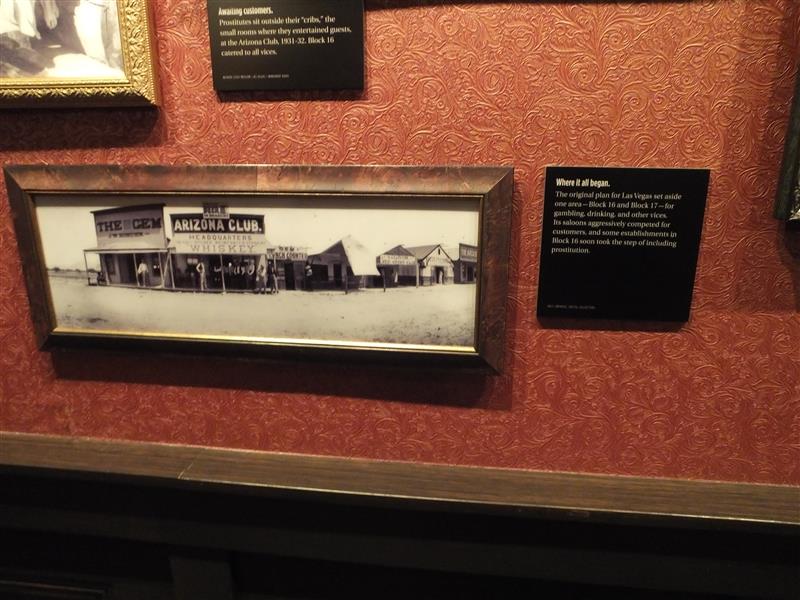 Awaiting customers.
Prostitutes sit outside their "cribs," the
small rooms where they entertained guests,
at the Arizona Club, 1931-32. Block 16
catered to all vices.
THE GEM
ARIZONA CLUB.
HEADQUARTERS
WHISKEY
LUNCH COUNTER
Where it all began.
The original plan for Las Vegas set aside
one area—Block 16 and Block 17—for
gambling, drinking, and other vices.
Its saloons aggressively competed for
customers, and some establishments in
Block 16 soon took the step of including
prostitution.